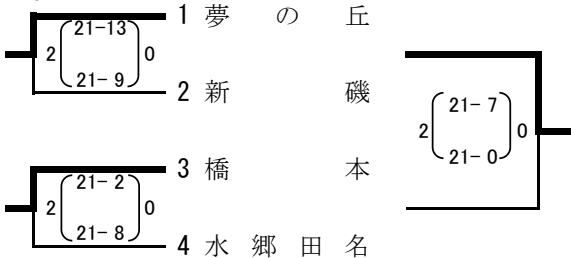 21-13 1 夢の丘
2 0
21- 9 2 新磯
21- 7
2 0
21- 0
21- 2 3 橋本
2 0
21- 8 4 水郷田名